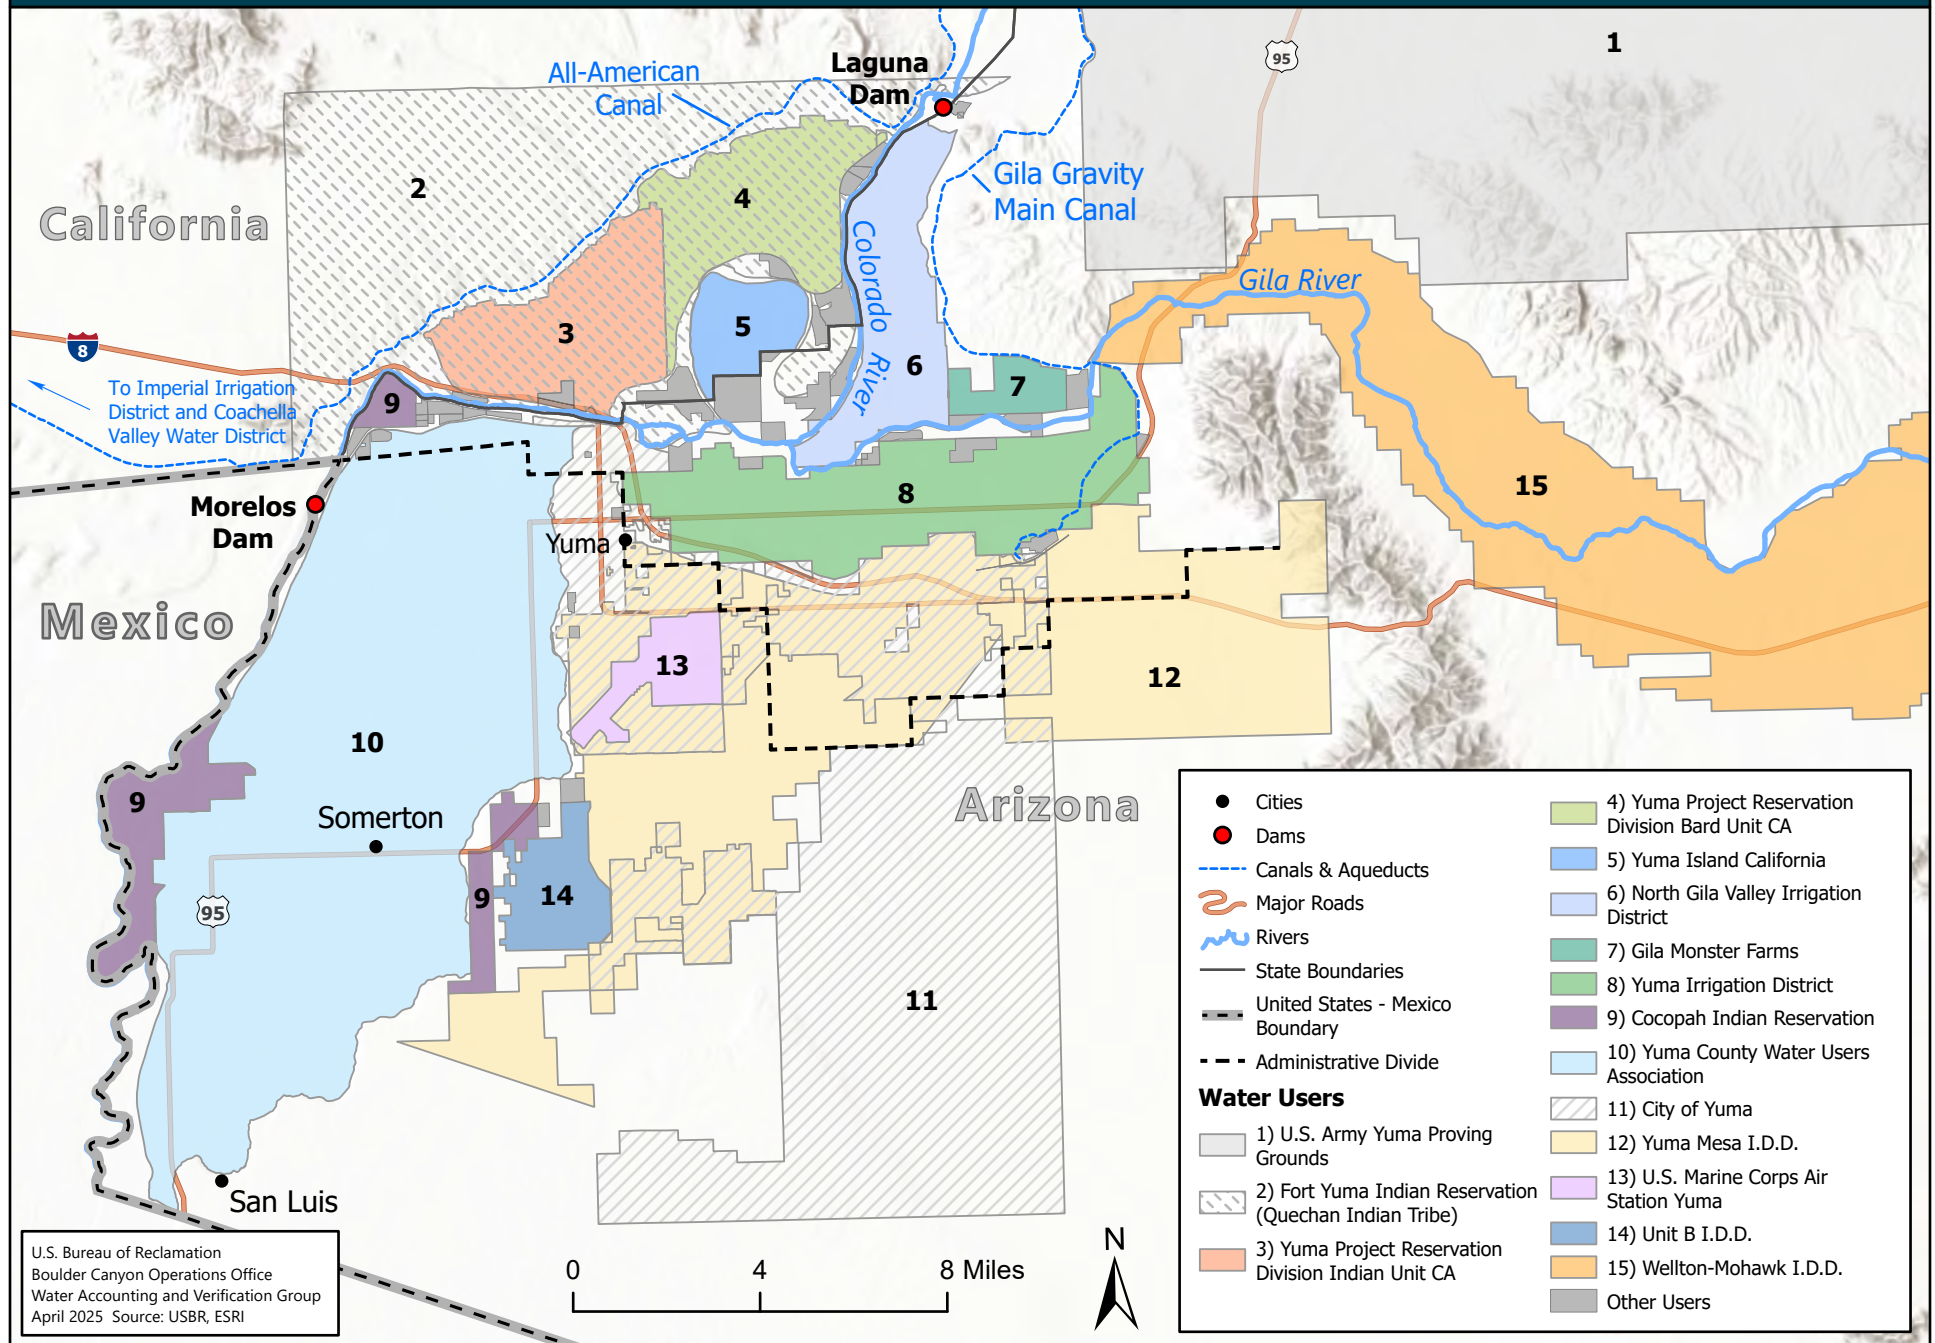 1
95
Laguna
Dam
All-American
Canal
2
4
Gila Gravity
Main Canal
California
Colorado River
Gila River
5
3
6
8
7
To Imperial Irrigation
District and Coachella
Valley Water District
9
15
8
Morelos
Dam
Yuma
Mexico
13
12
10
9
Somerton
Arizona
9
14
95
11
San Luis
Cities
Dams
Canals & Aqueducts
Major Roads
Rivers
State Boundaries
United States - Mexico
Boundary
Administrative Divide
Water Users
1) U.S. Army Yuma Proving
Grounds
2) Fort Yuma Indian Reservation
(Quechan Indian Tribe)
3) Yuma Project Reservation
Division Indian Unit CA
4) Yuma Project Reservation
Division Bard Unit CA
5) Yuma Island California
6) North Gila Valley Irrigation
District
7) Gila Monster Farms
8) Yuma Irrigation District
9) Cocopah Indian Reservation
10) Yuma County Water Users
Association
11) City of Yuma
12) Yuma Mesa I.D.D.
13) U.S. Marine Corps Air
Station Yuma
14) Unit B I.D.D.
15) Wellton-Mohawk I.D.D.
Other Users
U.S. Bureau of Reclamation
Boulder Canyon Operations Office
Water Accounting and Verification Group
April 2025 Source: USBR, ESRI
0 4 8 Miles
N